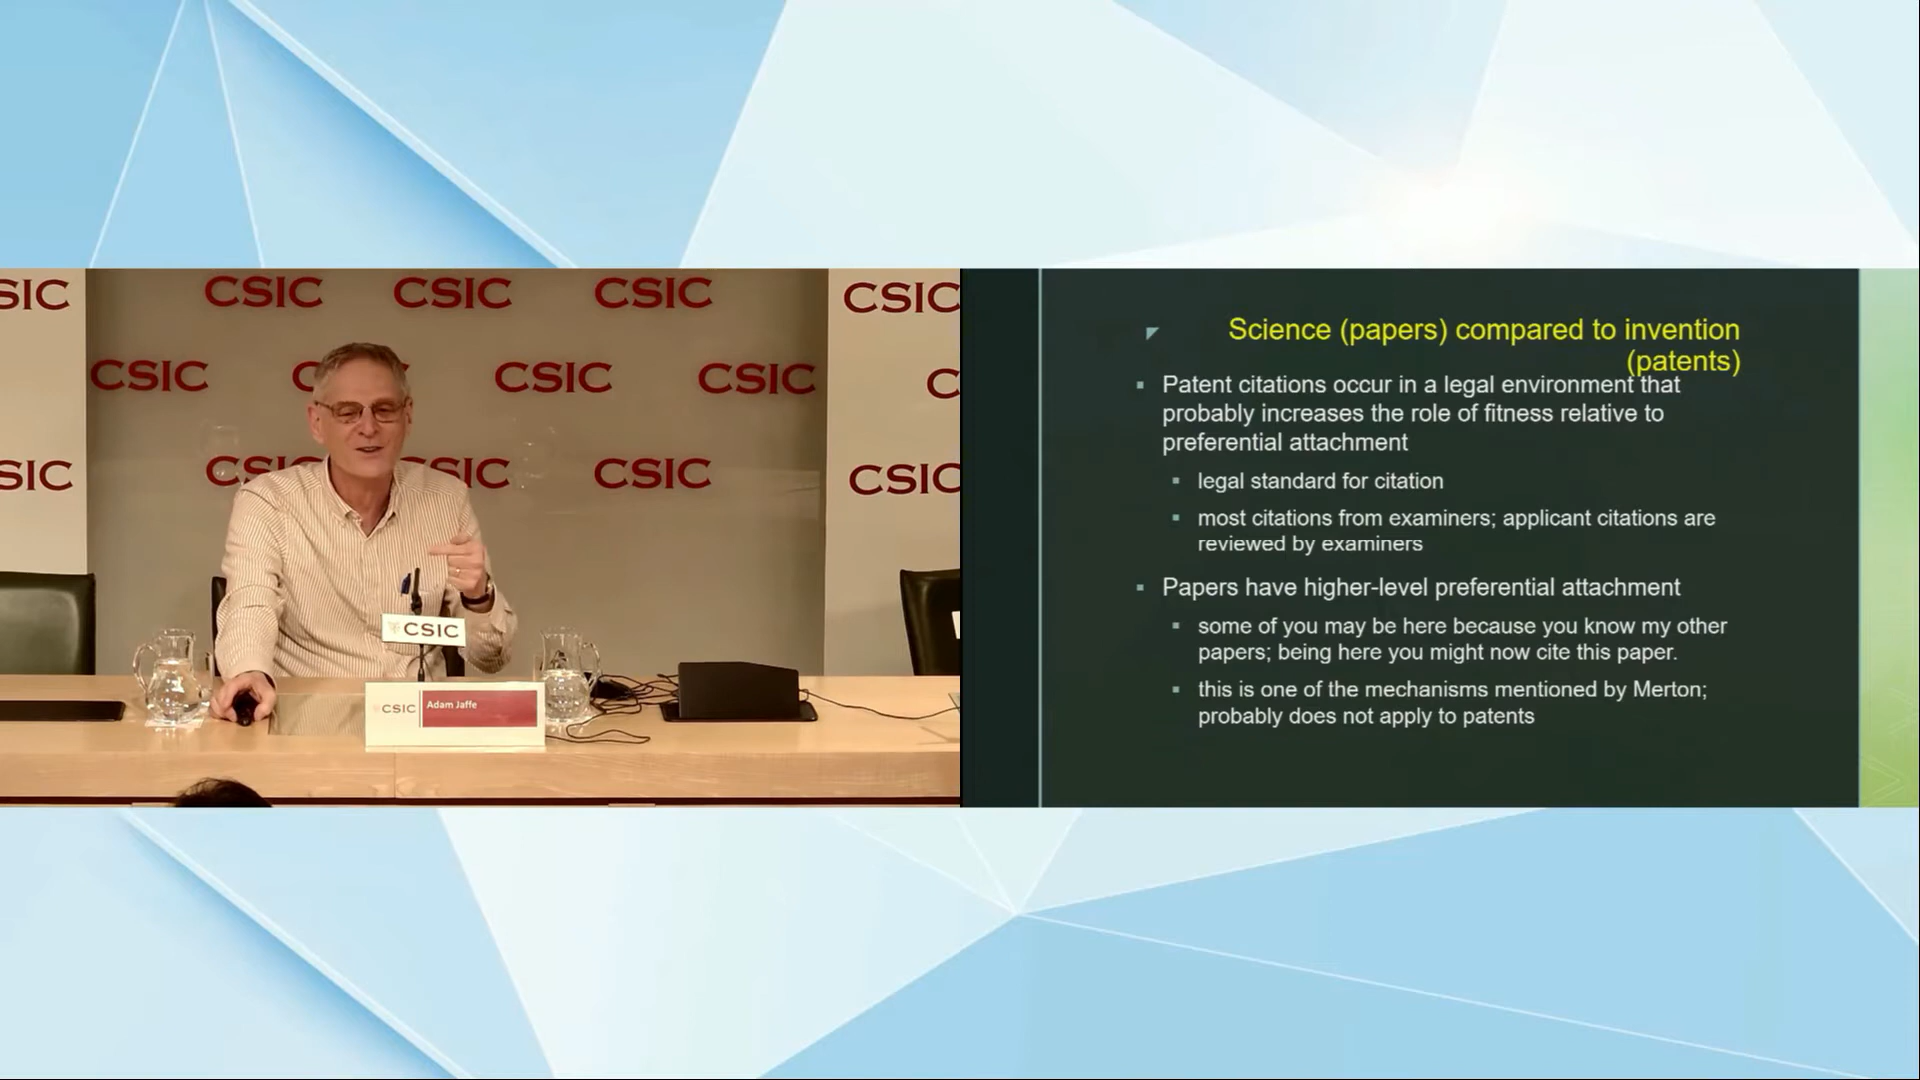 SIC
CSIC
CSIC
CSIC
CSIC
CSIC
CSIC
CSIC
SIC
CSIC
CSIC
CSIC
CSIC
CSIC
Adam Jaffe
Science (papers) compared to invention
(patents)
Patent citations occur in a legal environment that
probably increases the role of fitness relative to
preferential attachment
legal standard for citation
most citations from examiners; applicant citations are
reviewed by examiners
Papers have higher-level preferential attachment
some of you may be here because you know my other
papers; being here you might now cite this paper.
this is one of the mechanisms mentioned by Merton;
probably does not apply to patents